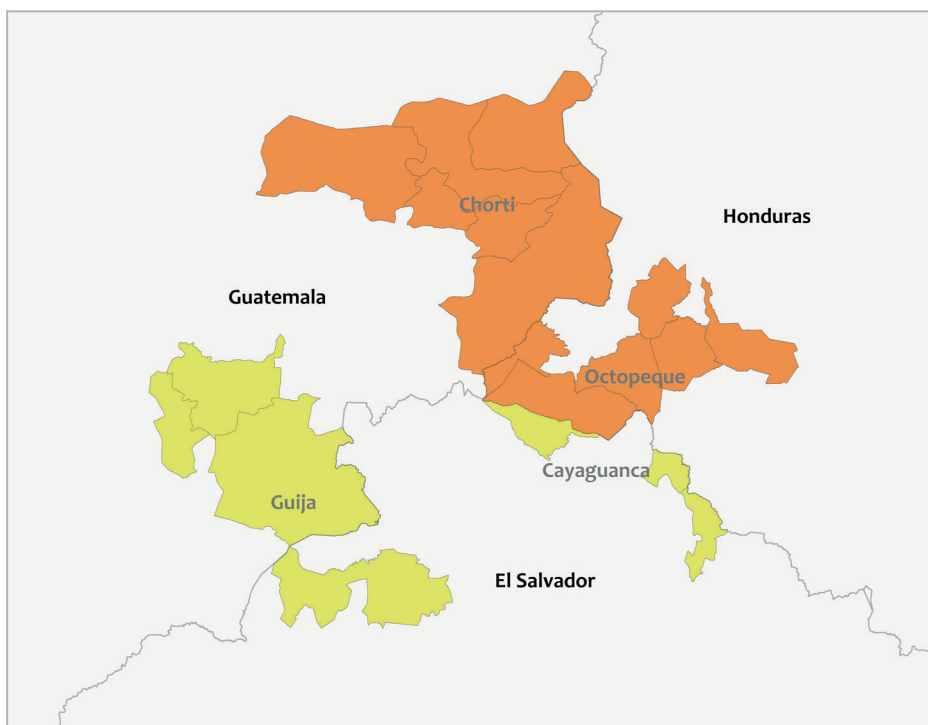 Chorti
Honduras
Guatemala
Octopeque
Cayaguanca
Guija
El Salvador